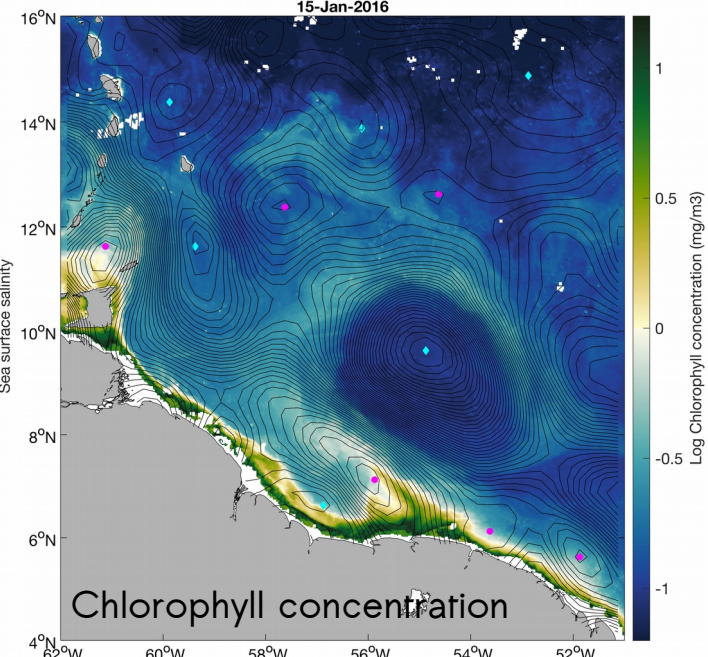 15-Jan-2016
16°N
14°N
12°N
10°N
8°N
6°N
4°N
62°W 60°W 58°W 56°W 54°W 52°W
Sea surface salinity
Chlorophyll concentration
1
0.5
0
-0.5
-1
Log Chlorophyll concentration (mg/m3)